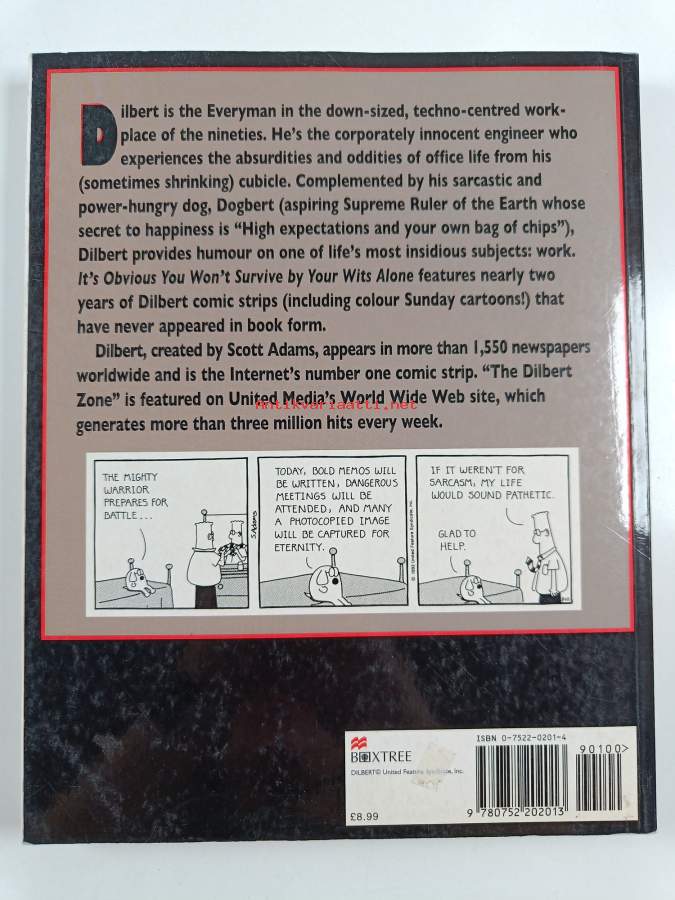 Dilbert is the Everyman in the down-sized, techno-centred work-
place of the nineties. He's the corporately innocent engineer who
experiences the absurdities and oddities of office life from his
(sometimes shrinking) cubicle. Complemented by his sarcastic and
power-hungry dog, Dogbert (aspiring Supreme Ruler of the Earth whose
secret to happiness is “High expectations and your own bag of chips”),
Dilbert provides humour on one of life's most insidious subjects: work.
It's Obvious You Won't Survive by Your Wits Alone features nearly two
years of Dilbert comic strips (including colour Sunday cartoons!) that
have never appeared in book form.
Dilbert, created by Scott Adams, appears in more than 1,550 newspapers
worldwide and is the Internet's number one comic strip. “The Dilbert
Zone” is featured on United Media's World Wide Web site, which
antikvariaatti.net
generates more than three million hits every week.
THE MIGHTY
WARRIOR
PREPARES FOR
BATTLE...
S.Adams
TODAY, BOLD MEMOS WILL
BE WRITTEN, DANGEROUS
MEETINGS WILL BE
ATTENDED, AND MANY
A PHOTOCOPIED IMAGE
WILL BE CAPTURED FOR
ETERNITY.
IF IT WEREN'T FOR
SARCASM, MY LIFE
WOULD SOUND PATHETIC.
GLAD TO
HELP.
BOXTREE
DILBERT© United Feature Syndicate, Inc.
£8.99
ISBN 0-7522-0201-4
90100>
9 780752 202013